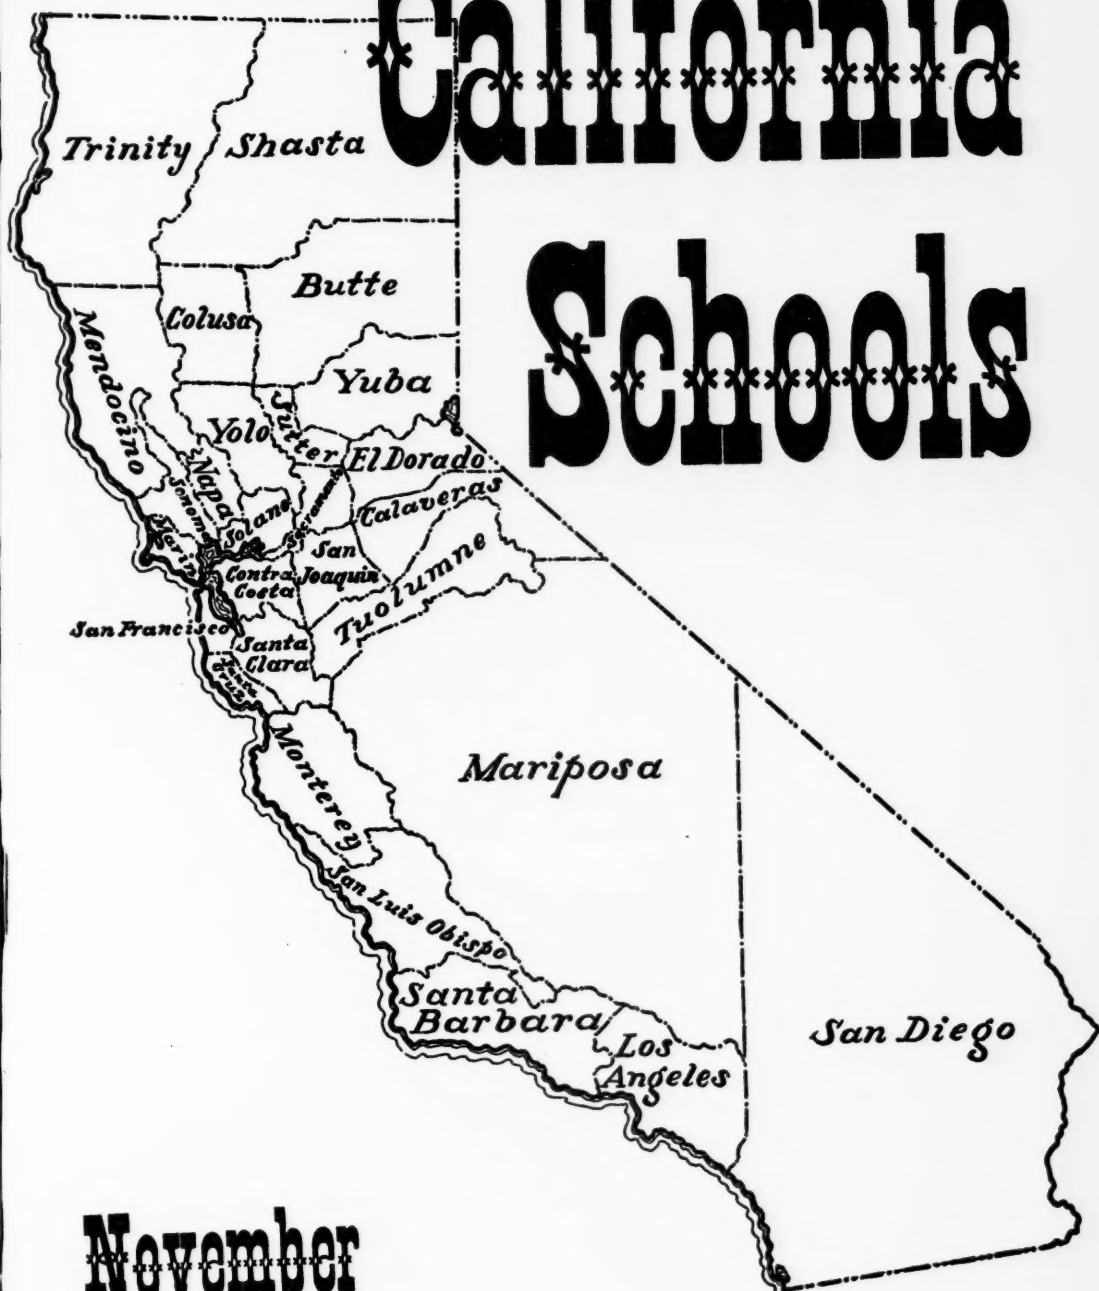 California
Schools
Trinity
Shasta
Butte
Colusa
Mendocino
Yuba
Yolo
Sutter
El Dorado
Napa
Sonoma
Solano
Sacramento
Calaveras
Marin
San
Joaquin
Contra
Costa
Tuolumne
San Francisco
Santa
Clara
Santa
Cruz
Monterey
Mariposa
San Luis Obispo
Santa
Barbara
Los
Angeles
San Diego
November